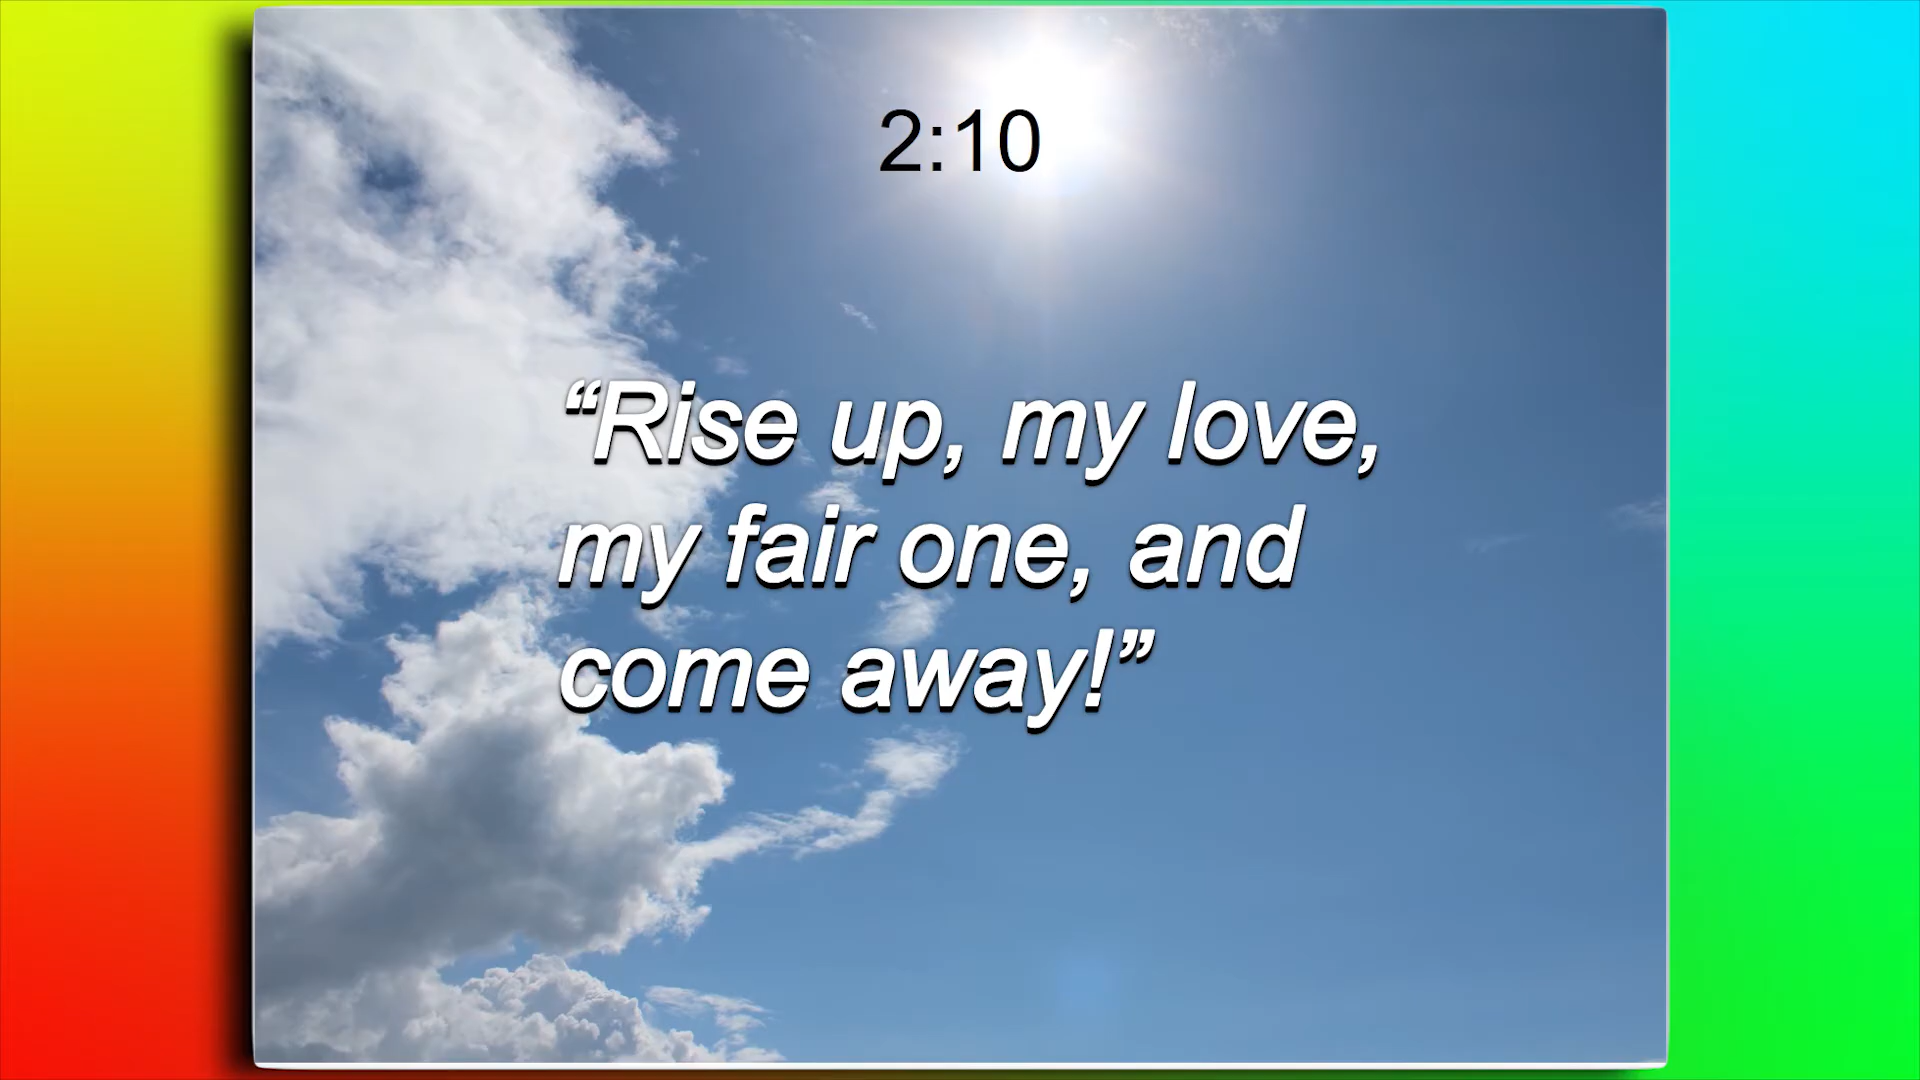 2:10
“Rise up, my love,
my fair one, and
come away!”